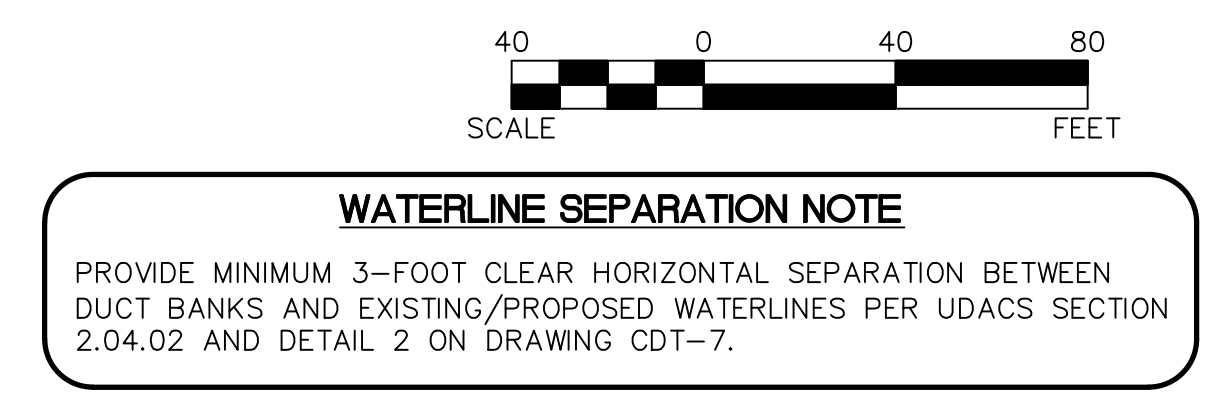 40 0 40 80
SCALE FEET
WATERLINE SEPARATION NOTE
PROVIDE MINIMUM 3-FOOT CLEAR HORIZONTAL SEPARATION BETWEEN
DUCT BANKS AND EXISTING/PROPOSED WATERLINES PER UDACS SECTION
2.04.02 AND DETAIL 2 ON DRAWING CDT-7.